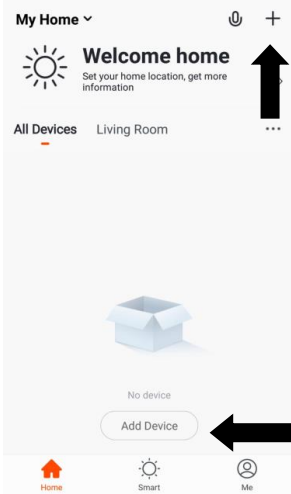 My Home
Welcome home
Set your home location, get more
information
All Devices Living Room
No device
Add Device
Home Smart Me